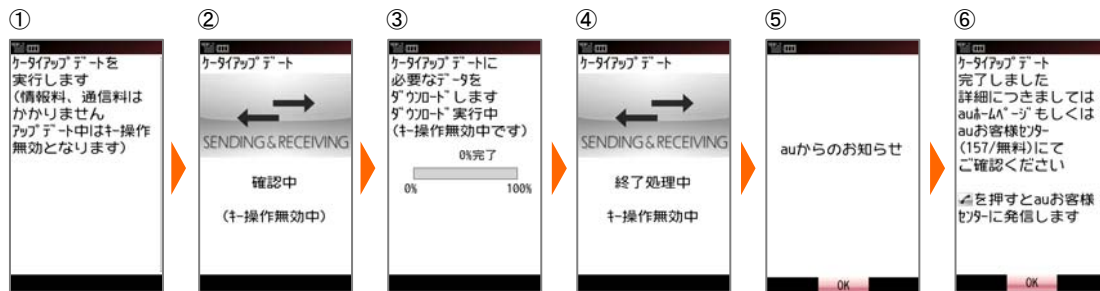 ①
ｹｰﾀｲｱｯﾌﾟﾃﾞｰﾄを
実行します
(情報料、通信料は
かかりません
ｱｯﾌﾟﾃﾞｰﾄ中はｷｰ操作
無効となります)
②
ｹｰﾀｲｱｯﾌﾟﾃﾞｰﾄ
SENDING&RECEIVING
確認中
(ｷｰ操作無効中)
③
ｹｰﾀｲｱｯﾌﾟﾃﾞｰﾄに
必要なﾃﾞｰﾀを
ﾀﾞｳﾝﾛｰﾄﾞします
ﾀﾞｳﾝﾛｰﾄﾞ実行中
(ｷｰ操作無効中です)
0%完了
0% 100%
④
ｹｰﾀｲｱｯﾌﾟﾃﾞｰﾄ
SENDING&RECEIVING
終了処理中
ｷｰ操作無効中
⑤
auからのお知らせ
OK
⑥
ｹｰﾀｲｱｯﾌﾟﾃﾞｰﾄ
完了しました
詳細につきましては
auﾎｰﾑﾍﾟｰｼﾞもしくは
auお客様ｾﾝﾀｰ
(157/無料)にて
ご確認ください
を押すとauお客様
ｾﾝﾀｰに発信します
OK